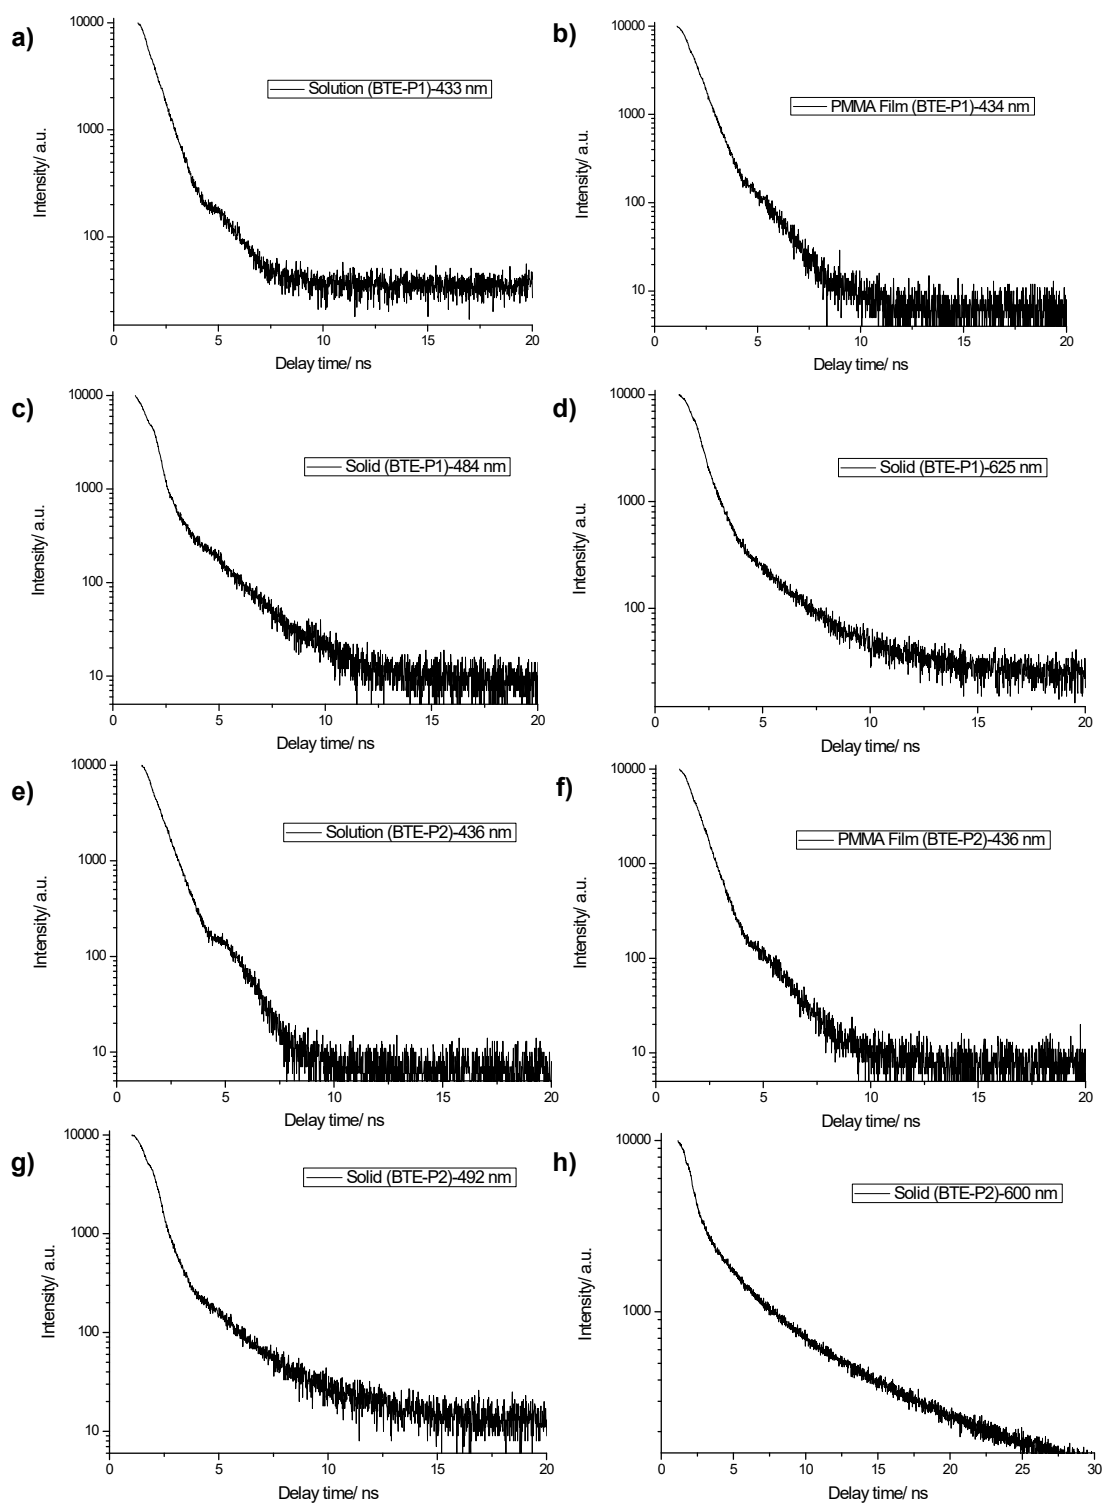 a)
10000
1000
100
Intensity/ a.u.
Solution (BTE-P1)-433 nm
0 5 10 15 20
Delay time/ ns
b)
10000
1000
100
10
Intensity/ a.u.
PMMA Film (BTE-P1)-434 nm
0 5 10 15 20
Delay time/ ns
c)
10000
1000
100
10
Intensity/ a.u.
Solid (BTE-P1)-484 nm
0 5 10 15 20
Delay time/ ns
d)
10000
1000
100
Intensity/ a.u.
Solid (BTE-P1)-625 nm
0 5 10 15 20
Delay time/ ns
e)
10000
1000
100
10
Intensity/ a.u.
Solution (BTE-P2)-436 nm
0 5 10 15 20
Delay time/ ns
f)
10000
1000
100
10
Intensity/ a.u.
PMMA Film (BTE-P2)-436 nm
0 5 10 15 20
Delay time/ ns
g)
10000
1000
100
10
Intensity/ a.u.
Solid (BTE-P2)-492 nm
0 5 10 15 20
Delay time/ ns
h)
10000
1000
Intensity/ a.u.
Solid (BTE-P2)-600 nm
0 5 10 15 20 25 30
Delay time/ ns